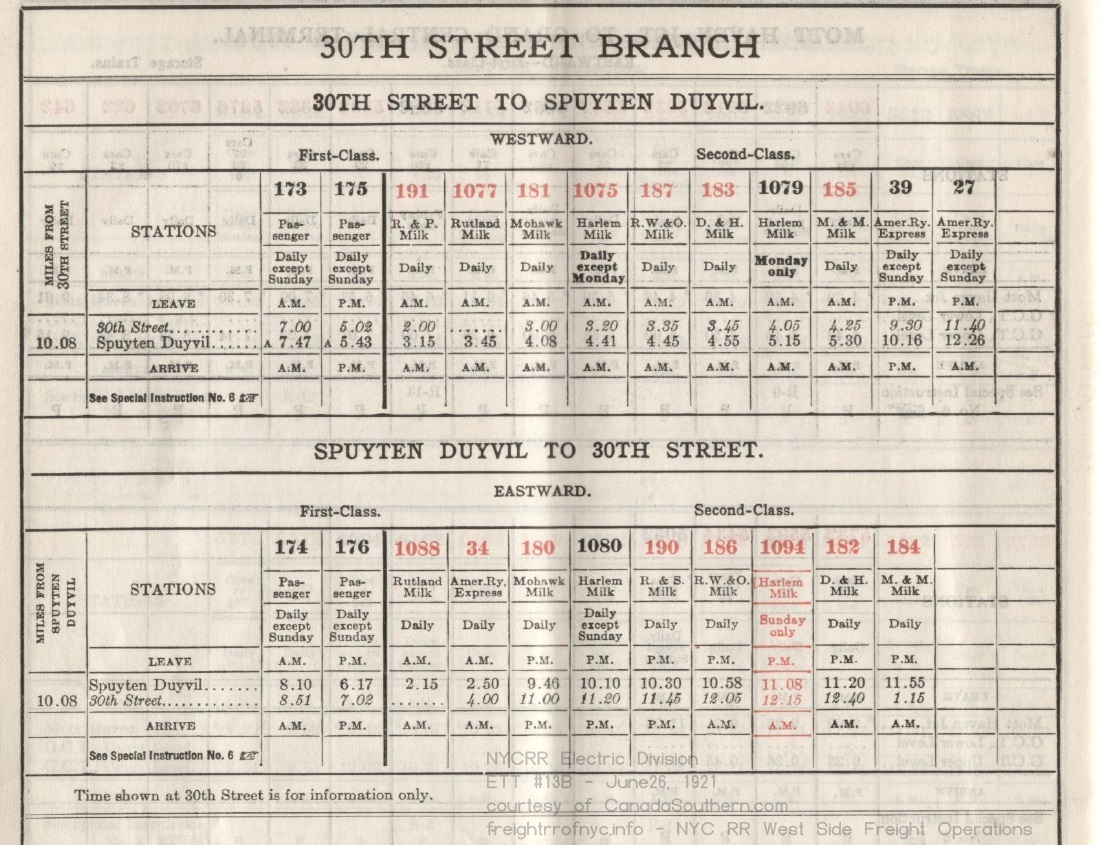 30TH STREET BRANCH
30TH STREET TO SPUYTEN DUYVIL.
WESTWARD.
First-Class. Second-Class.
MILES FROM 30TH STREET
STATIONS
173 175 191 1077 181 1075 187 183 1079 185 39 27
Pas- Pas- R. & P. Rutland Mohawk Harlem R.W.&O. D. & H. Harlem M. & M. Amer.Ry. Amer.Ry.
senger senger Milk Milk Milk Milk Milk Milk Milk Milk Express Express
Daily except Sunday Daily except Sunday Daily Daily Daily Daily except Monday Daily Daily Monday only Daily Daily except Sunday Daily except Sunday
LEAVE A.M. P.M. A.M. A.M. A.M. A.M. A.M. A.M. A.M. A.M. P.M. P.M.
30th Street.......... 7.00 5.02 2.00 ....... 3.00 3.20 3.35 3.45 4.05 4.25 9.30 11.40
10.08 Spuyten Duyvil...... A 7.47 A 5.43 3.15 3.45 4.08 4.41 4.45 4.55 5.15 5.30 10.16 12.26
ARRIVE A.M. P.M. A.M. A.M. A.M. A.M. A.M. A.M. A.M. A.M. P.M. A.M.
See Special Instruction No. 6 ☞
SPUYTEN DUYVIL TO 30TH STREET.
EASTWARD.
First-Class. Second-Class.
MILES FROM SPUYTEN DUYVIL
STATIONS
174 176 1088 34 180 1080 190 186 1094 182 184
Pas- Pas- Rutland Amer.Ry. Mohawk Harlem R. & S. R.W.&O. Harlem D. & H. M. & M.
senger senger Milk Express Milk Milk Milk Milk Milk Milk Milk
Daily except Sunday Daily except Sunday Daily Daily Daily Daily except Sunday Daily Daily Sunday only Daily Daily
LEAVE A.M. P.M. A.M. A.M. P.M. P.M. P.M. P.M. P.M. P.M. P.M.
Spuyten Duyvil....... 8.10 6.17 2.15 2.50 9.46 10.10 10.30 10.58 11.08 11.20 11.55
10.08 30th Street............ 8.51 7.02 ....... 4.00 11.00 11.20 11.45 12.05 12.15 12.40 1.15
ARRIVE A.M. P.M. A.M. A.M. P.M. P.M. P.M. A.M. A.M. A.M. A.M.
See Special Instruction No. 6 ☞
Time shown at 30th Street is for information only.
NYCRR Electric Division
ETT #13B - June26, 1921
courtesy of CanadaSouthern.com
freightrrofnyc.info - NYC RR West Side Freight Operations